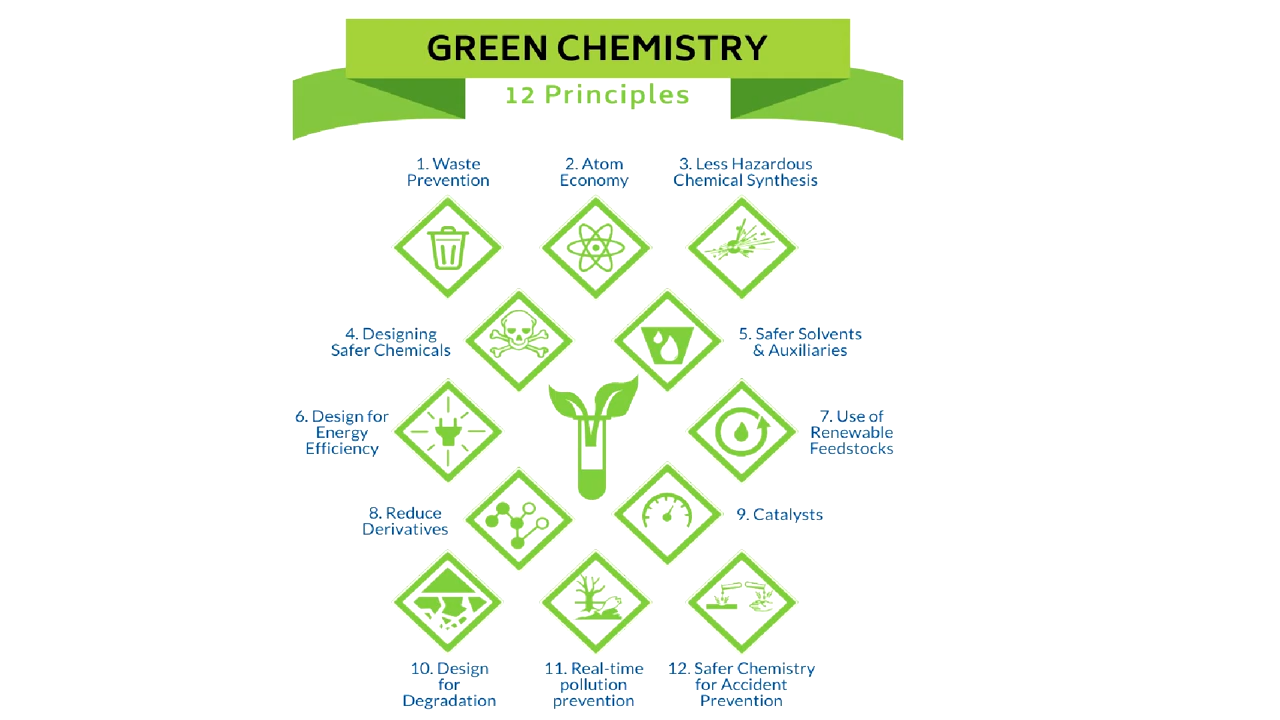 GREEN CHEMISTRY
12 Principles
1. Waste
Prevention
2. Atom
Economy
3. Less Hazardous
Chemical Synthesis
4. Designing
Safer Chemicals
5. Safer Solvents
& Auxiliaries
6. Design for
Energy
Efficiency
7. Use of
Renewable
Feedstocks
8. Reduce
Derivatives
9. Catalysts
10. Design
for
Degradation
11. Real-time
pollution
prevention
12. Safer Chemistry
for Accident
Prevention